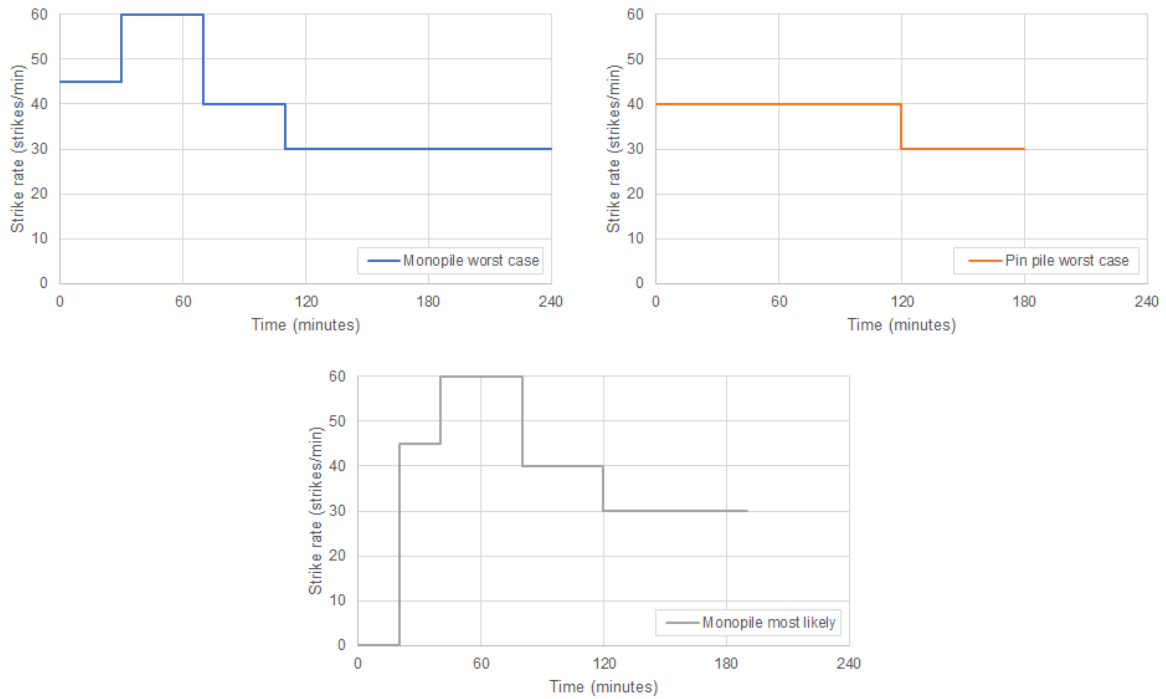 60
50
40
30
20
10
0
Strike rate (strikes/min)
Monopile worst case
0 60 120 180 240
Time (minutes)
60
50
40
30
20
10
0
Strike rate (strikes/min)
Pin pile worst case
0 60 120 180 240
Time (minutes)
60
50
40
30
20
10
0
Strike rate (strikes/min)
Monopile most likely
0 60 120 180 240
Time (minutes)